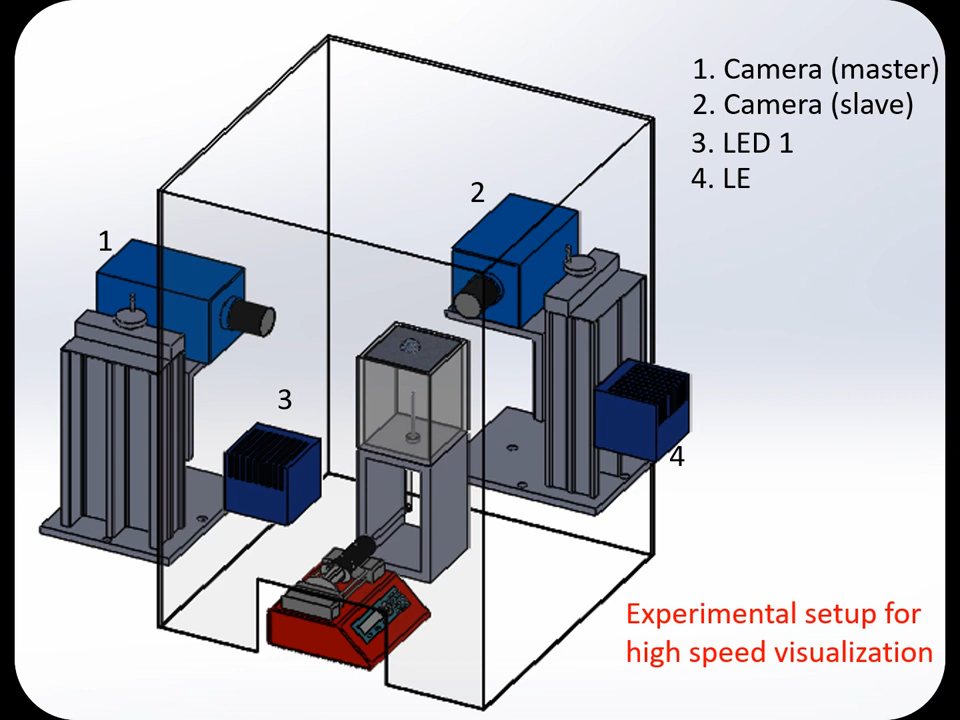 1. Camera (master)
2. Camera (slave)
3. LED 1
4. LE
2
1
3
4
Experimental setup for
high speed visualization